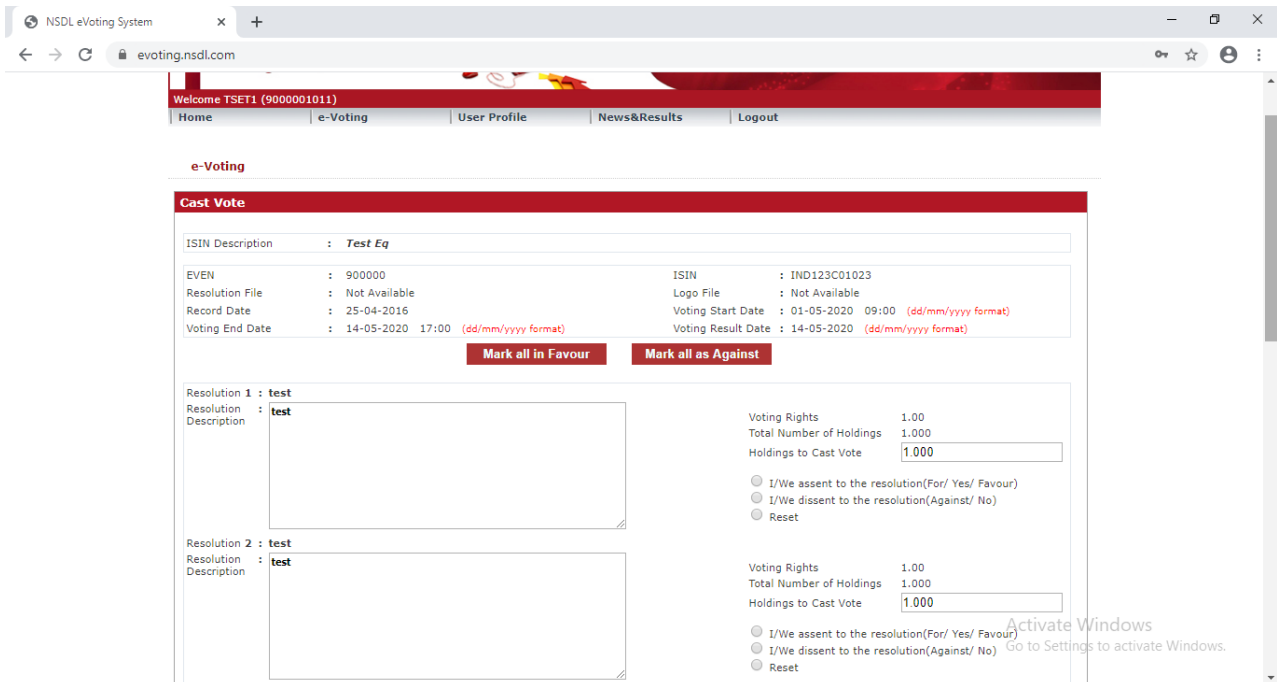 NSDL eVoting System
evoting.nsdl.com
Welcome TSET1 (9000001011)
Home e-Voting User Profile News&Results Logout
e-Voting
Cast Vote
ISIN Description : Test Eq
EVEN : 900000 ISIN : IND123C01023
Resolution File : Not Available Logo File : Not Available
Record Date : 25-04-2016 Voting Start Date : 01-05-2020 09:00 (dd/mm/yyyy format)
Voting End Date : 14-05-2020 17:00 (dd/mm/yyyy format) Voting Result Date : 14-05-2020 (dd/mm/yyyy format)
Mark all in Favour Mark all as Against
Resolution 1 : test
Resolution Description : test
Voting Rights 1.00
Total Number of Holdings 1.000
Holdings to Cast Vote 1.000
I/We assent to the resolution(For/ Yes/ Favour)
I/We dissent to the resolution(Against/ No)
Reset
Resolution 2 : test
Resolution Description : test
Voting Rights 1.00
Total Number of Holdings 1.000
Holdings to Cast Vote 1.000
I/We assent to the resolution(For/ Yes/ Favour)
I/We dissent to the resolution(Against/ No)
Reset
Activate Windows
Go to Settings to activate Windows.